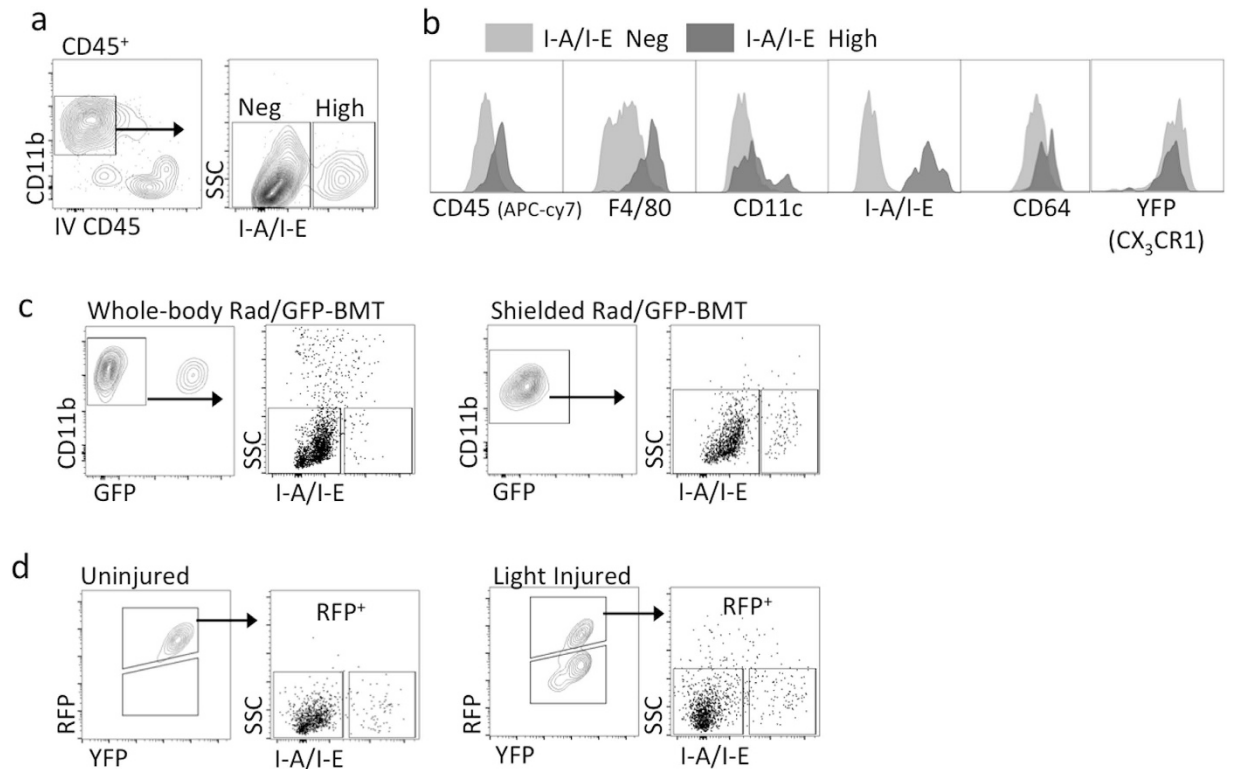 a
CD45⁺
CD11b
IV CD45
Neg High
SSC
I-A/I-E
b
I-A/I-E Neg I-A/I-E High
CD45 (APC-cy7) F4/80 CD11c I-A/I-E CD64 YFP
(CX₃CR1)
c
Whole-body Rad/GFP-BMT
CD11b
GFP
SSC
I-A/I-E
Shielded Rad/GFP-BMT
CD11b
GFP
SSC
I-A/I-E
d
Uninjured
RFP
YFP
RFP⁺
SSC
I-A/I-E
Light Injured
RFP
YFP
RFP⁺
SSC
I-A/I-E